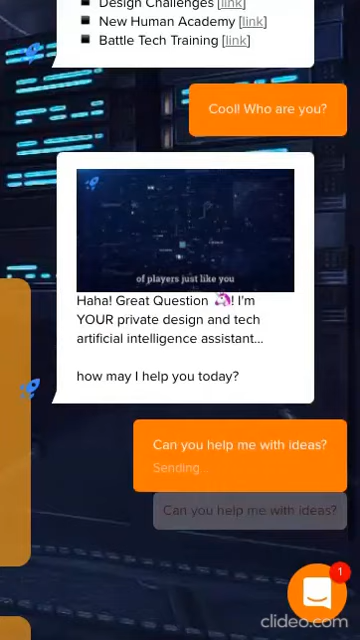 Design Challenges [link]
New Human Academy [link]
Battle Tech Training [link]
Cool! Who are you?
of players just like you
Haha! Great Question 🦄! I'm
YOUR private design and tech
artificial intelligence assistant...
how may I help you today?
Can you help me with ideas?
Sending...
Can you help me with ideas?
1
clideo.com